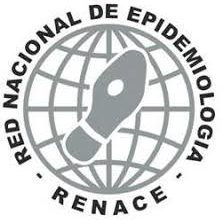 - RED NACIONAL DE EPIDEMIOLOGIA -
RENACE